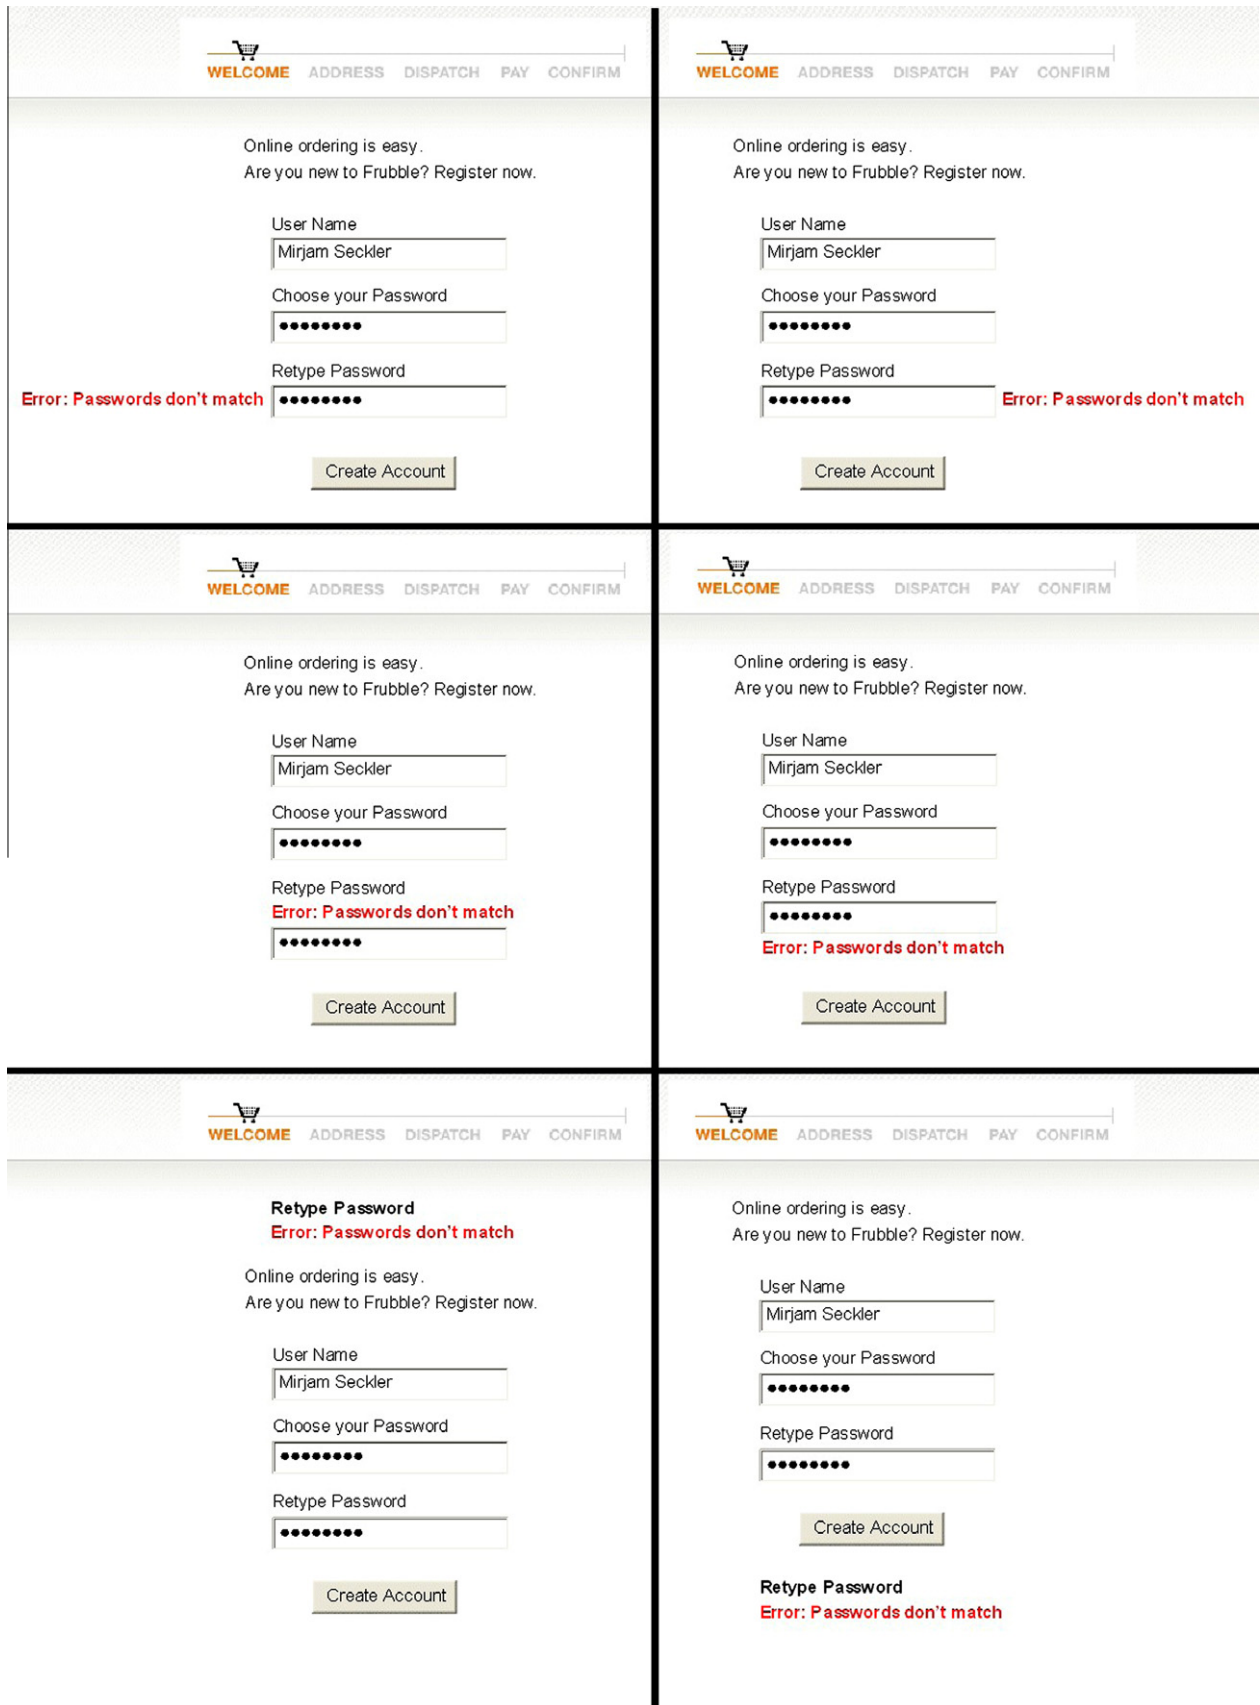 WELCOME ADDRESS DISPATCH PAY CONFIRM
Online ordering is easy.
Are you new to Frubble? Register now.
User Name
Mirjam Seckler
Choose your Password
••••••••
Retype Password
Error: Passwords don't match ••••••••
Create Account
WELCOME ADDRESS DISPATCH PAY CONFIRM
Online ordering is easy.
Are you new to Frubble? Register now.
User Name
Mirjam Seckler
Choose your Password
••••••••
Retype Password
•••••••• Error: Passwords don't match
Create Account
WELCOME ADDRESS DISPATCH PAY CONFIRM
Online ordering is easy.
Are you new to Frubble? Register now.
User Name
Mirjam Seckler
Choose your Password
••••••••
Retype Password
Error: Passwords don't match
••••••••
Create Account
WELCOME ADDRESS DISPATCH PAY CONFIRM
Online ordering is easy.
Are you new to Frubble? Register now.
User Name
Mirjam Seckler
Choose your Password
••••••••
Retype Password
••••••••
Error: Passwords don't match
Create Account
WELCOME ADDRESS DISPATCH PAY CONFIRM
Retype Password
Error: Passwords don't match
Online ordering is easy.
Are you new to Frubble? Register now.
User Name
Mirjam Seckler
Choose your Password
••••••••
Retype Password
••••••••
Create Account
WELCOME ADDRESS DISPATCH PAY CONFIRM
Online ordering is easy.
Are you new to Frubble? Register now.
User Name
Mirjam Seckler
Choose your Password
••••••••
Retype Password
••••••••
Create Account
Retype Password
Error: Passwords don't match